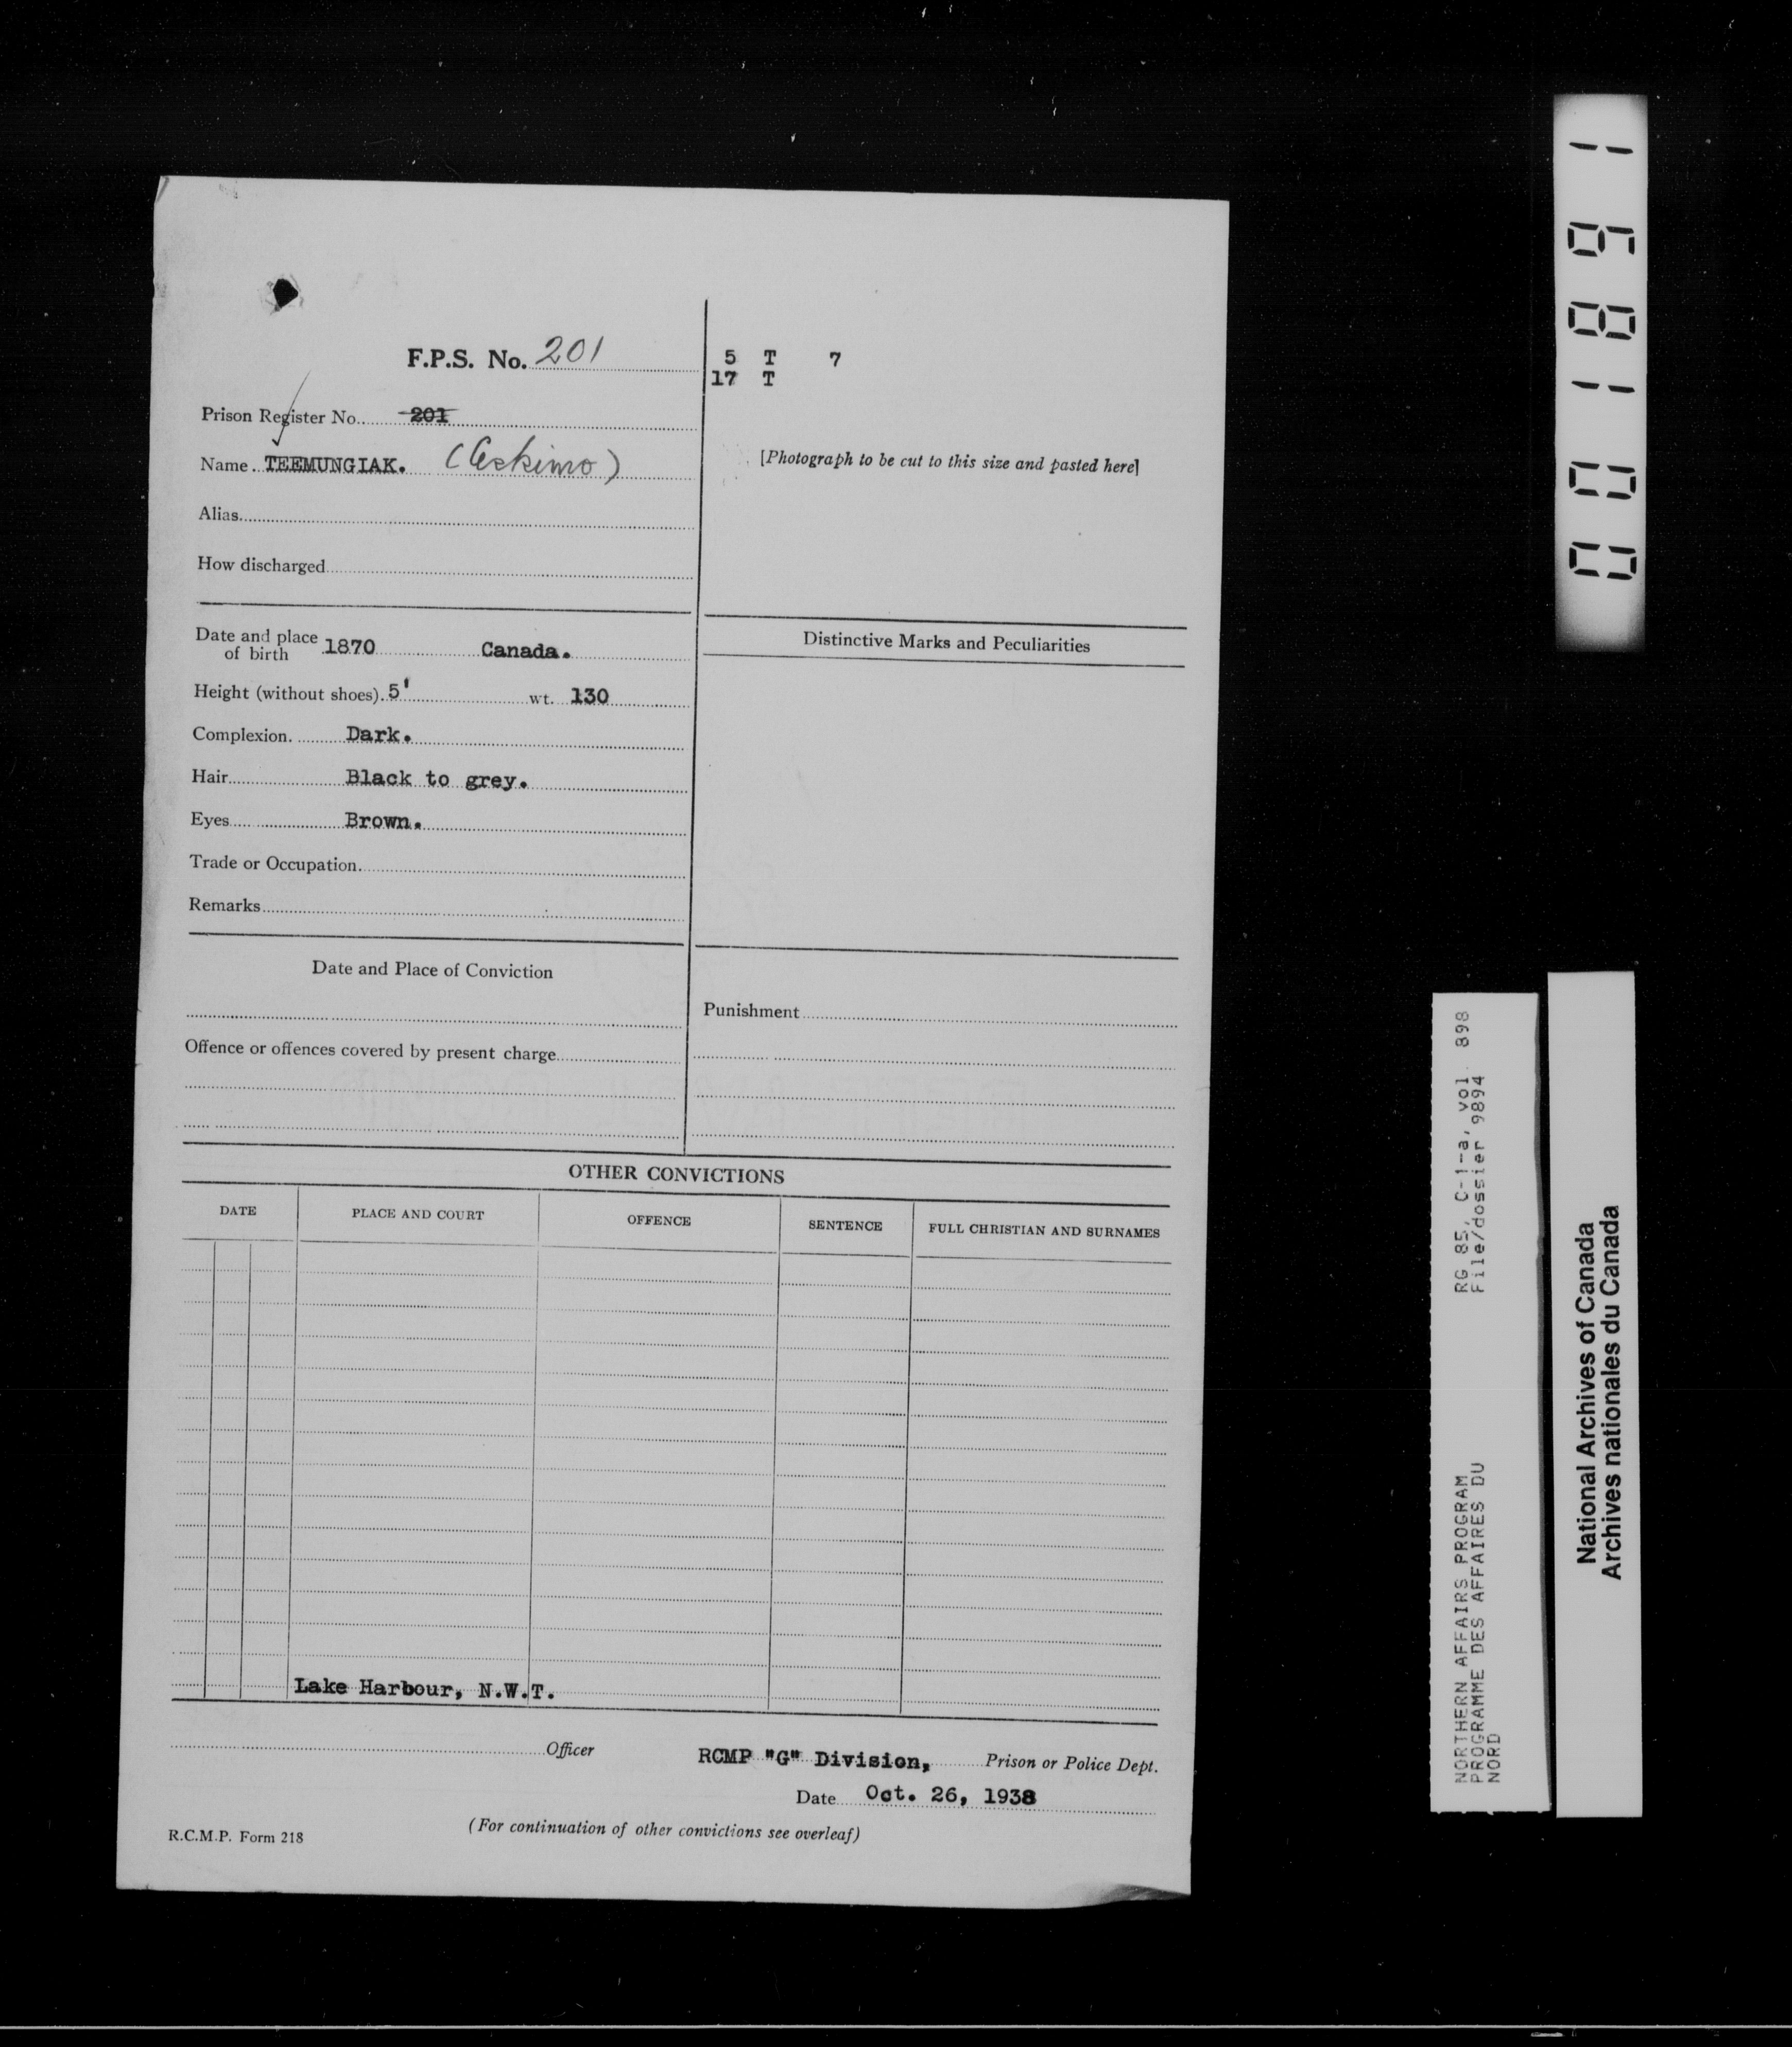 F.P.S. No. 201
5 T 7
17 T
Prison Register No. 201
Name TEEMUNGIAK. (Eskimo)
[Photograph to be cut to this size and pasted here]
Alias
How discharged
Date and place of birth 1870 Canada.
Height (without shoes) 5' wt. 130
Complexion. Dark.
Hair Black to grey.
Eyes Brown.
Trade or Occupation
Remarks
Distinctive Marks and Peculiarities
Date and Place of Conviction
Offence or offences covered by present charge
Punishment
OTHER CONVICTIONS
DATE PLACE AND COURT OFFENCE SENTENCE FULL CHRISTIAN AND SURNAMES
Lake Harbour, N.W.T.
Officer RCMP "G" Division, Prison or Police Dept.
Date Oct. 26, 1938
(For continuation of other convictions see overleaf)
R.C.M.P. Form 218
001891
RG 85, C-1-a, vol 898
File/dossier 9894
NORTHERN AFFAIRS PROGRAM
PROGRAMME DES AFFAIRES DU
NORD
National Archives of Canada
Archives nationales du Canada